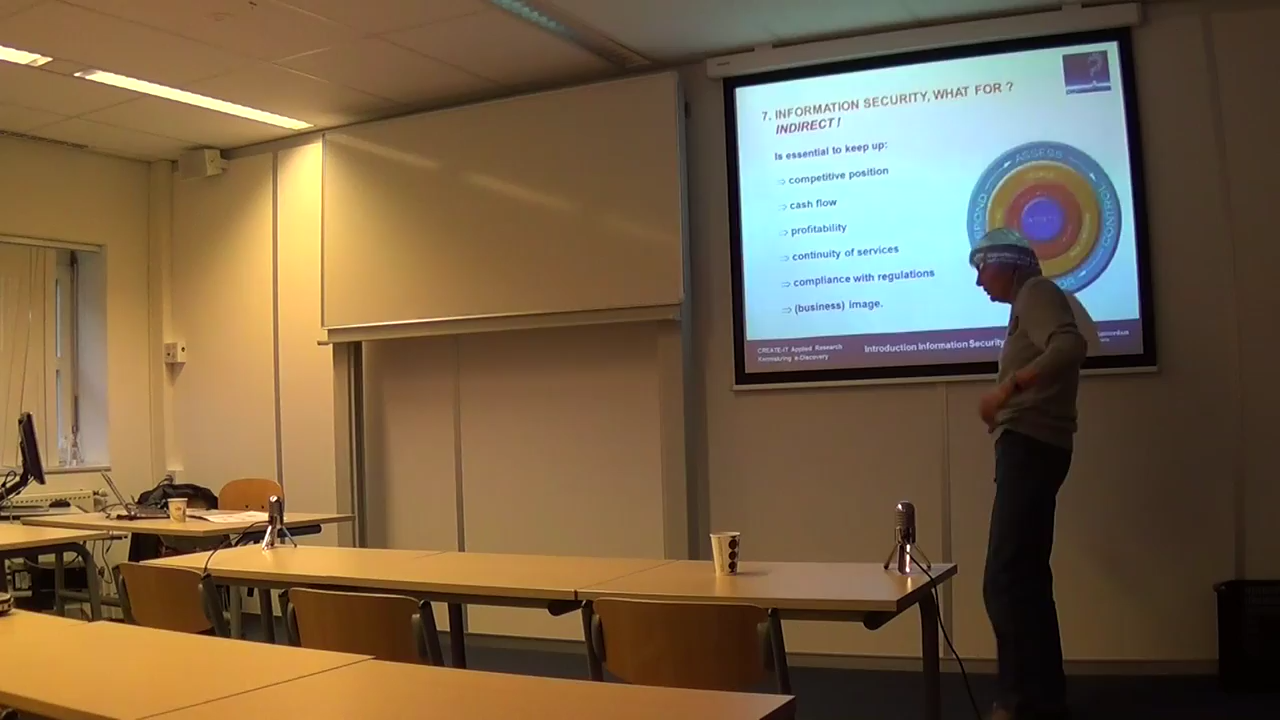 7. INFORMATION SECURITY, WHAT FOR ?
INDIRECT !
Is essential to keep up:
⇒ competitive position
⇒ cash flow
⇒ profitability
⇒ continuity of services
⇒ compliance with regulations
⇒ (business) image.
ASSESS
CONTROL
CREATE-IT Applied Research
Kenniskring e-Discovery
Introduction Information Security